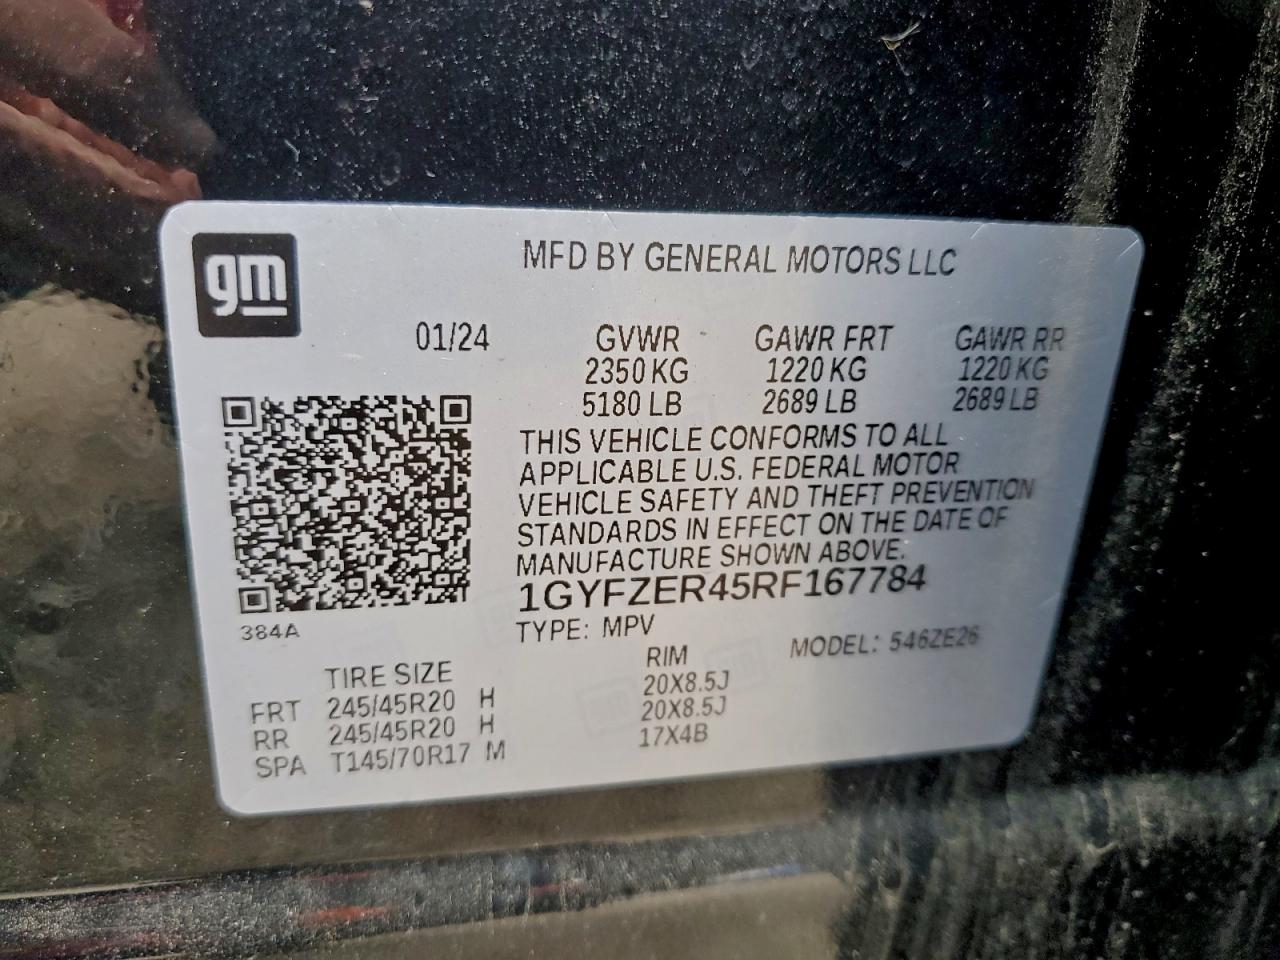 gm
MFD BY GENERAL MOTORS LLC
01/24 GVWR GAWR FRT GAWR RR
2350 KG 1220 KG 1220 KG
5180 LB 2689 LB 2689 LB
THIS VEHICLE CONFORMS TO ALL
APPLICABLE U.S. FEDERAL MOTOR
VEHICLE SAFETY AND THEFT PREVENTION
STANDARDS IN EFFECT ON THE DATE OF
MANUFACTURE SHOWN ABOVE.
1GYFZER45RF167784
384A
TYPE: MPV MODEL: 546ZE26
TIRE SIZE RIM
FRT 245/45R20 H 20X8.5J
RR 245/45R20 H 20X8.5J
SPA T145/70R17 M 17X4B